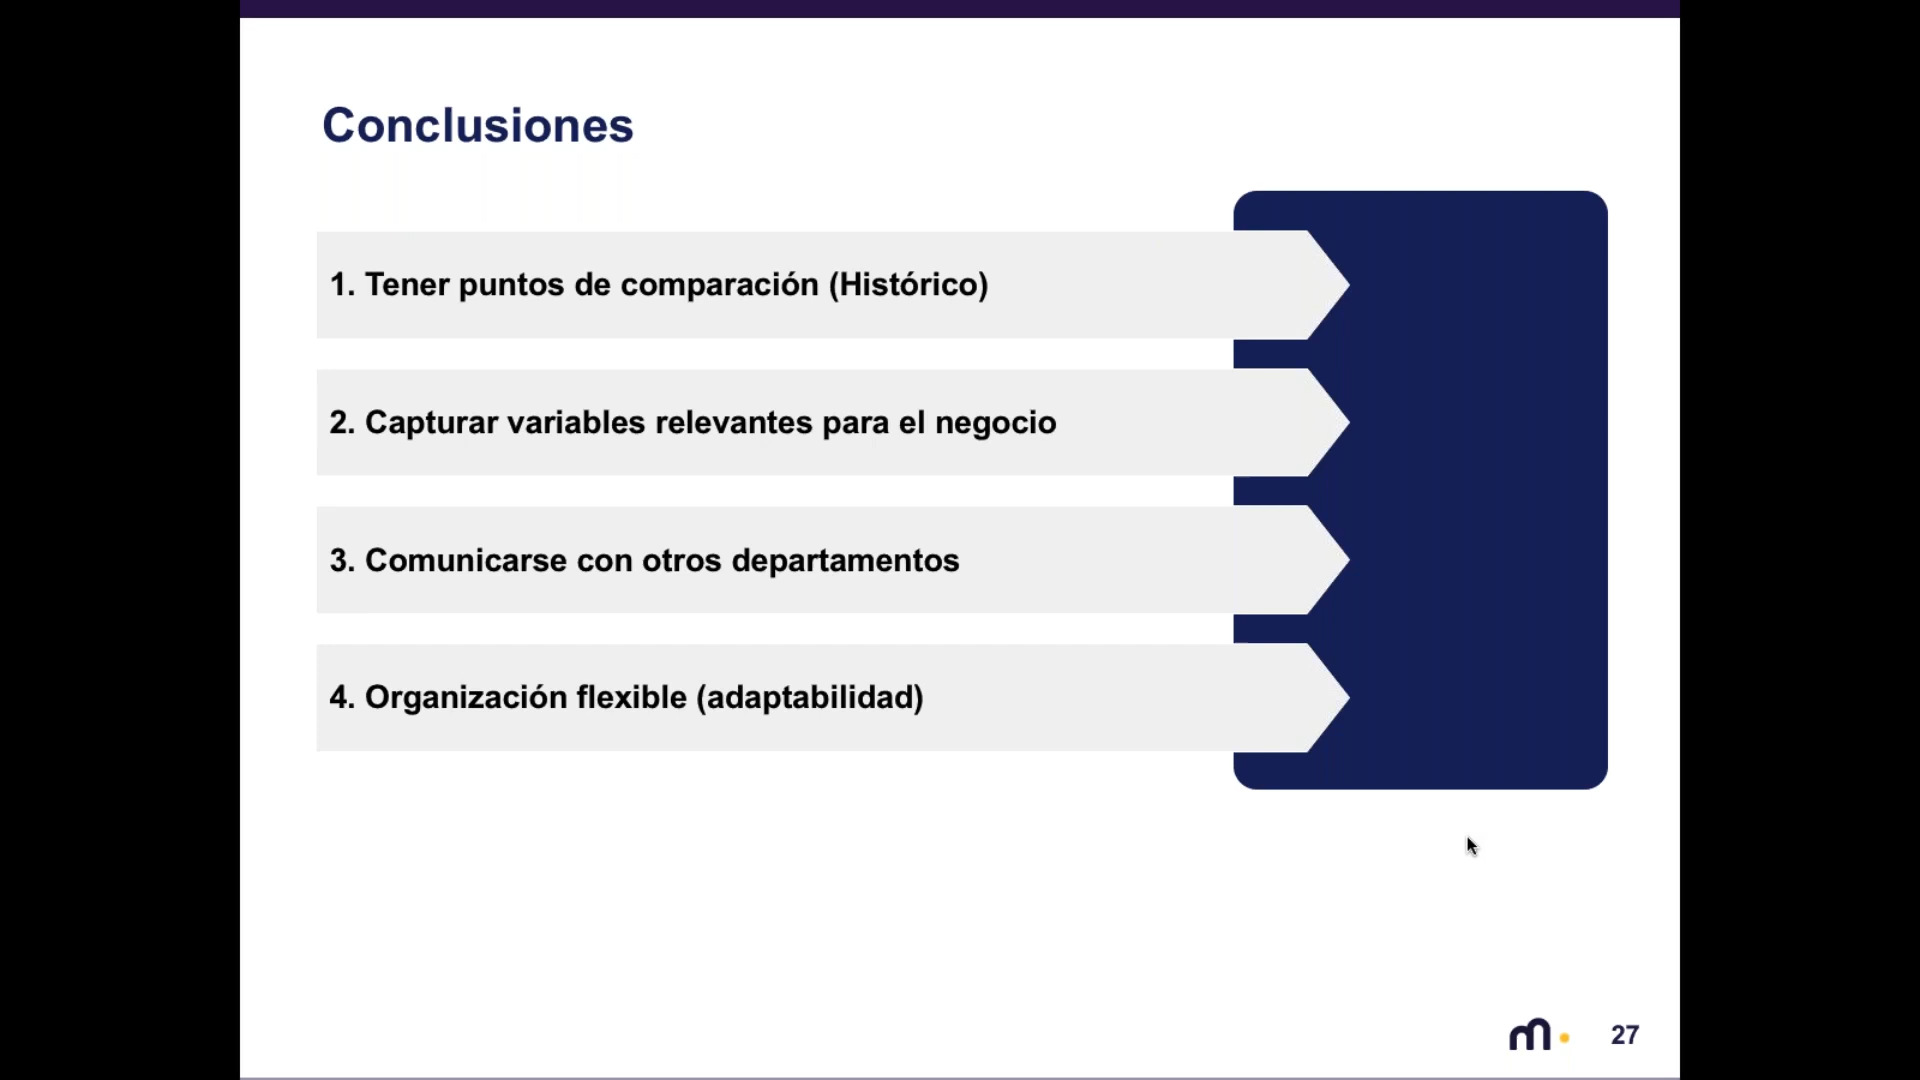 Conclusiones
1. Tener puntos de comparación (Histórico)
2. Capturar variables relevantes para el negocio
3. Comunicarse con otros departamentos
4. Organización flexible (adaptabilidad)
m.
27